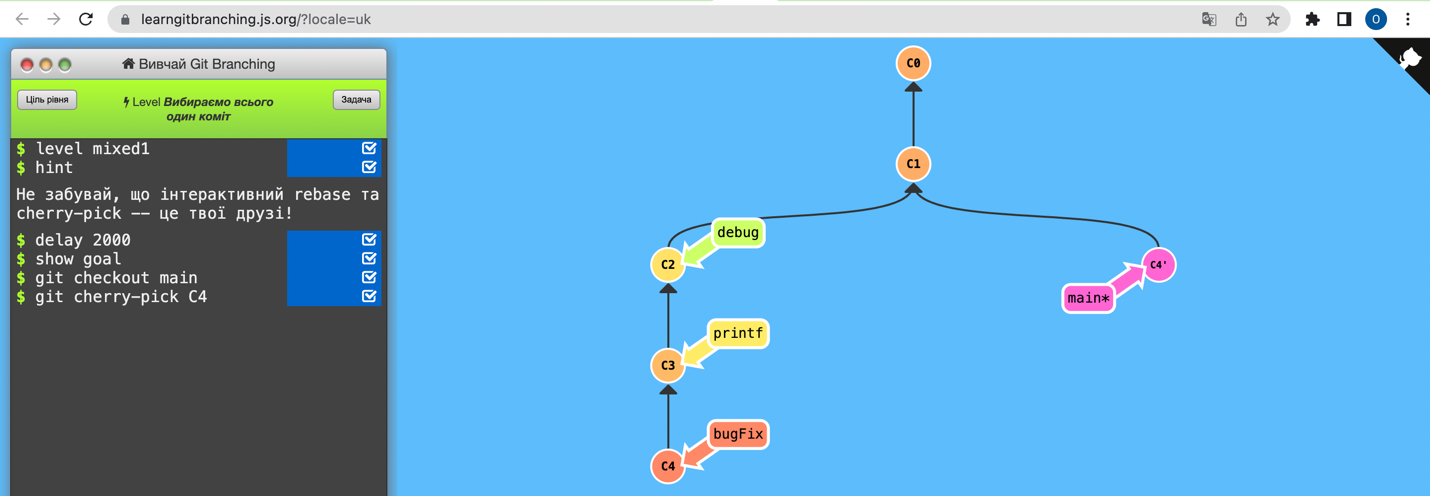 learngitbranching.js.org/?locale=uk
O
Вивчай Git Branching
Ціль рівня
Level Вибираємо всього
один коміт
Задача
$ level mixed1
$ hint
Не забувай, що інтерактивний rebase та
cherry-pick -- це твої друзі!
$ delay 2000
$ show goal
$ git checkout main
$ git cherry-pick C4
C0
C1
debug
C2
C4'
main*
printf
C3
bugFix
C4